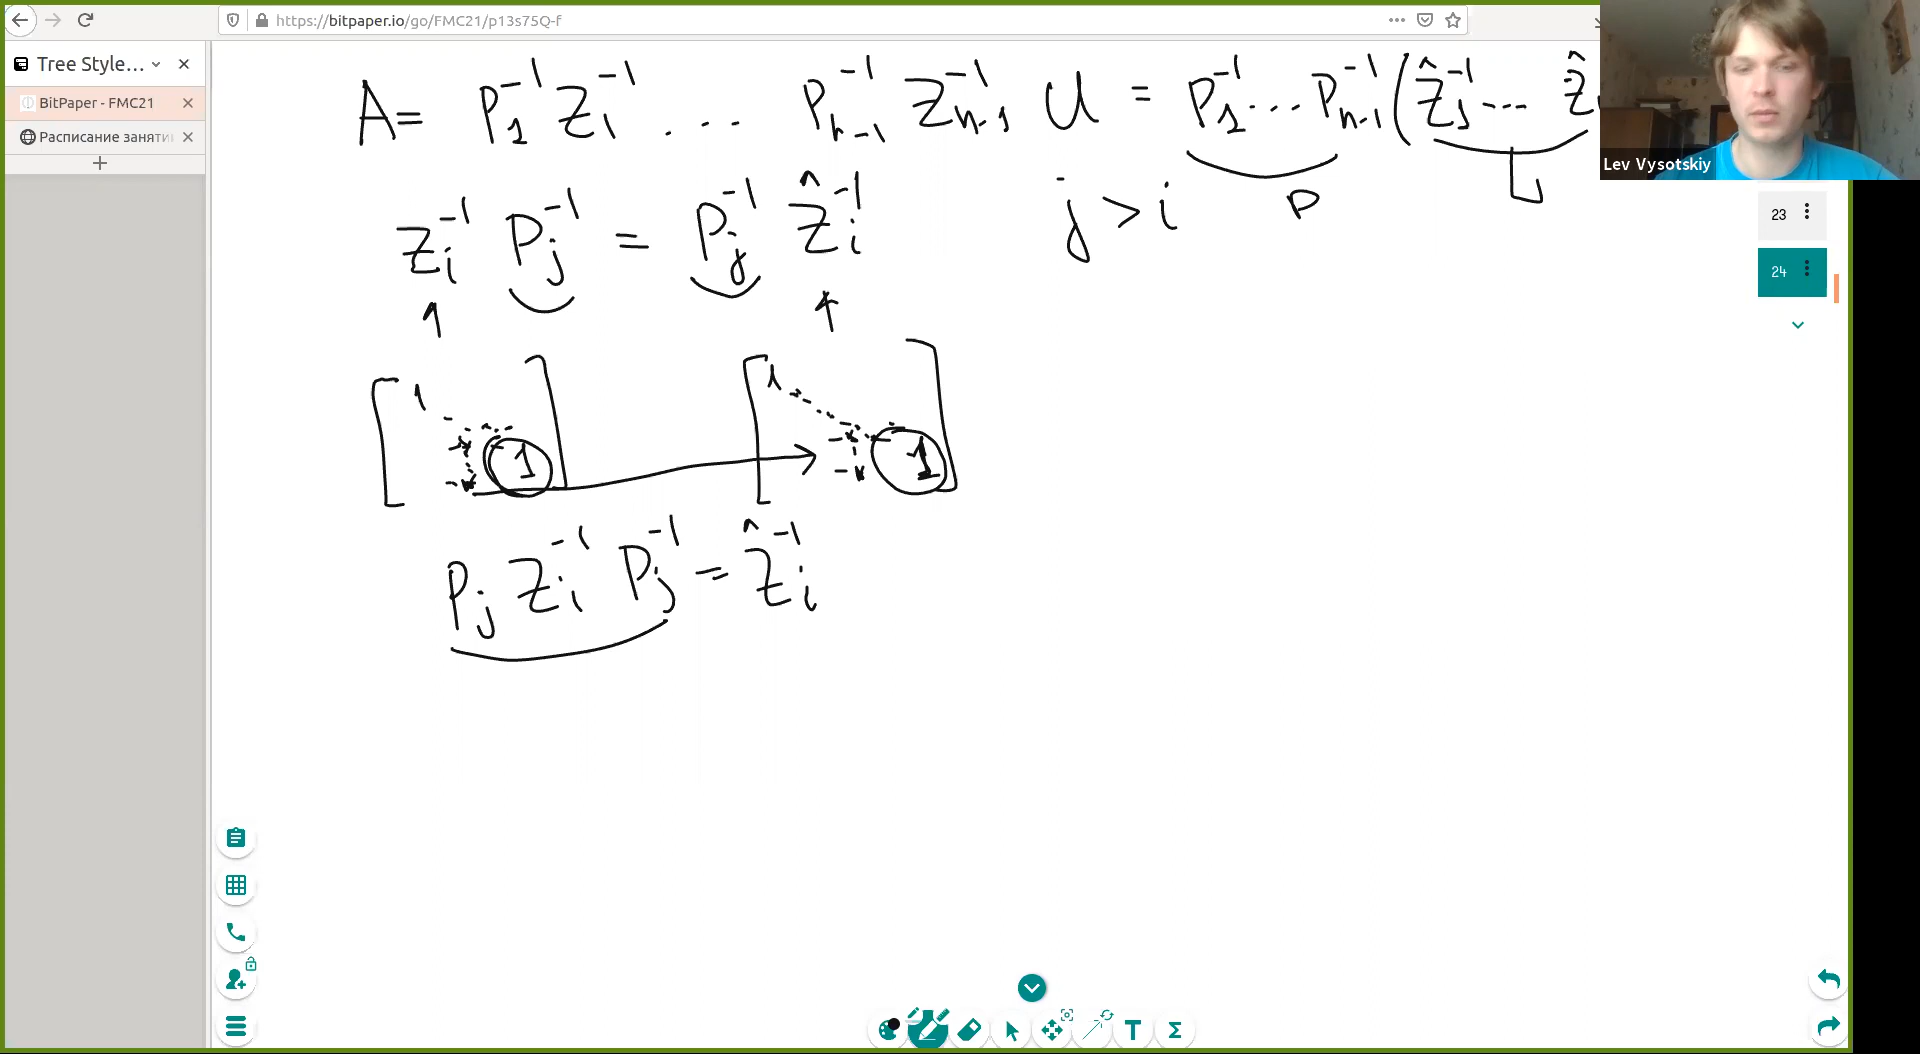 https://bitpaper.io/go/FMC21/p13s75Q-f
Tree Style...
BitPaper - FMC21
Расписание заняти
A = P₁⁻¹ Z₁⁻¹ ... Pₙ₋₁⁻¹ Zₙ₋₁⁻¹ U = P₁⁻¹ ... Pₙ₋₁⁻¹ (Ẑ₁⁻¹ ... Ẑ
P L
Zᵢ⁻¹ Pⱼ⁻¹ = Pⱼ⁻¹ Ẑᵢ⁻¹ j > i
1 1
1 1
Pⱼ Zᵢ⁻¹ Pⱼ⁻¹ = Ẑᵢ⁻¹
Lev Vysotskiy
23
24
T Σ